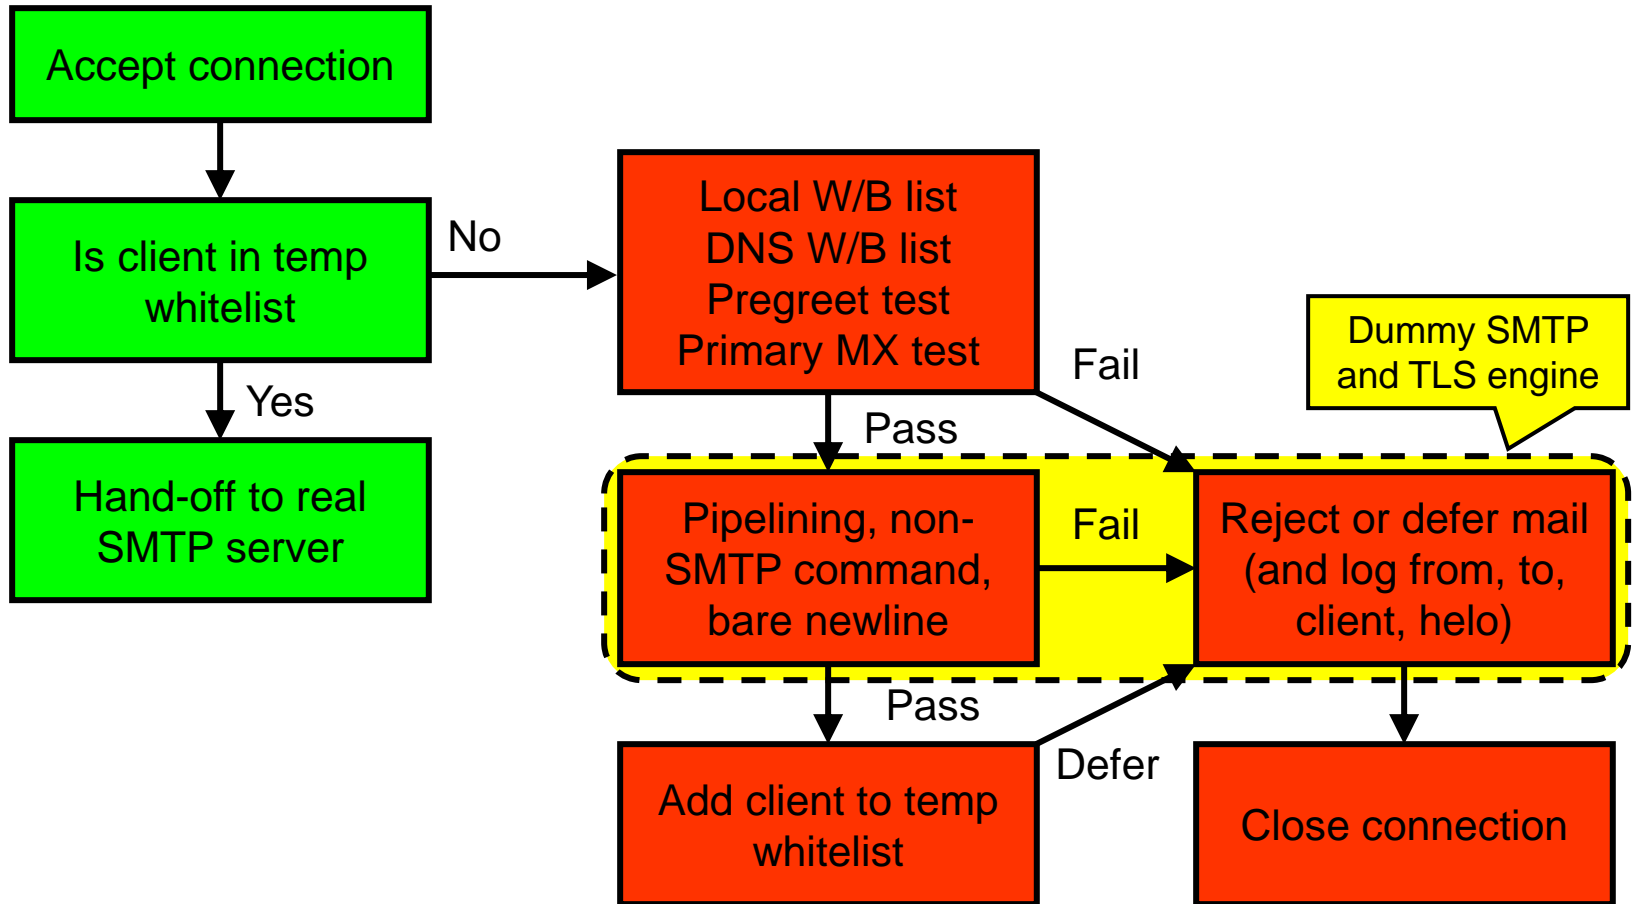 Accept connection
Is client in temp
whitelist
No
Yes
Hand-off to real
SMTP server
Local W/B list
DNS W/B list
Pregreet test
Primary MX test
Fail
Pass
Dummy SMTP
and TLS engine
Pipelining, non-
SMTP command,
bare newline
Fail
Reject or defer mail
(and log from, to,
client, helo)
Pass
Defer
Add client to temp
whitelist
Close connection